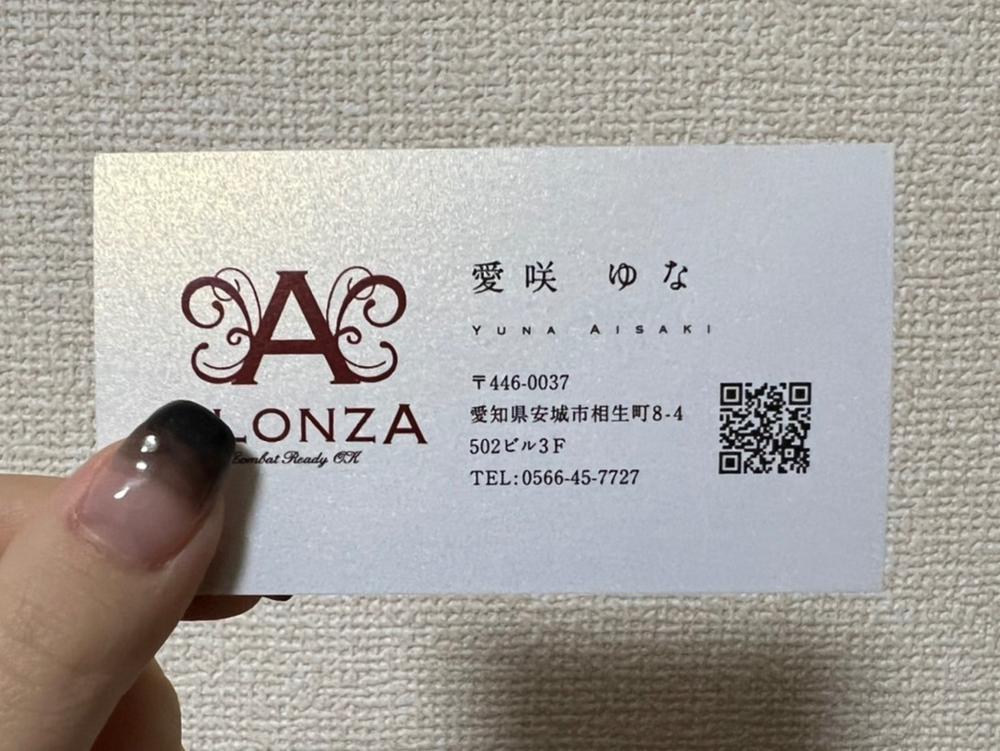 A
LONZA
Combat Ready OK
愛咲 ゆな
YUNA AISAKI
〒446-0037
愛知県安城市相生町8-4
502ビル3F
TEL:0566-45-7727